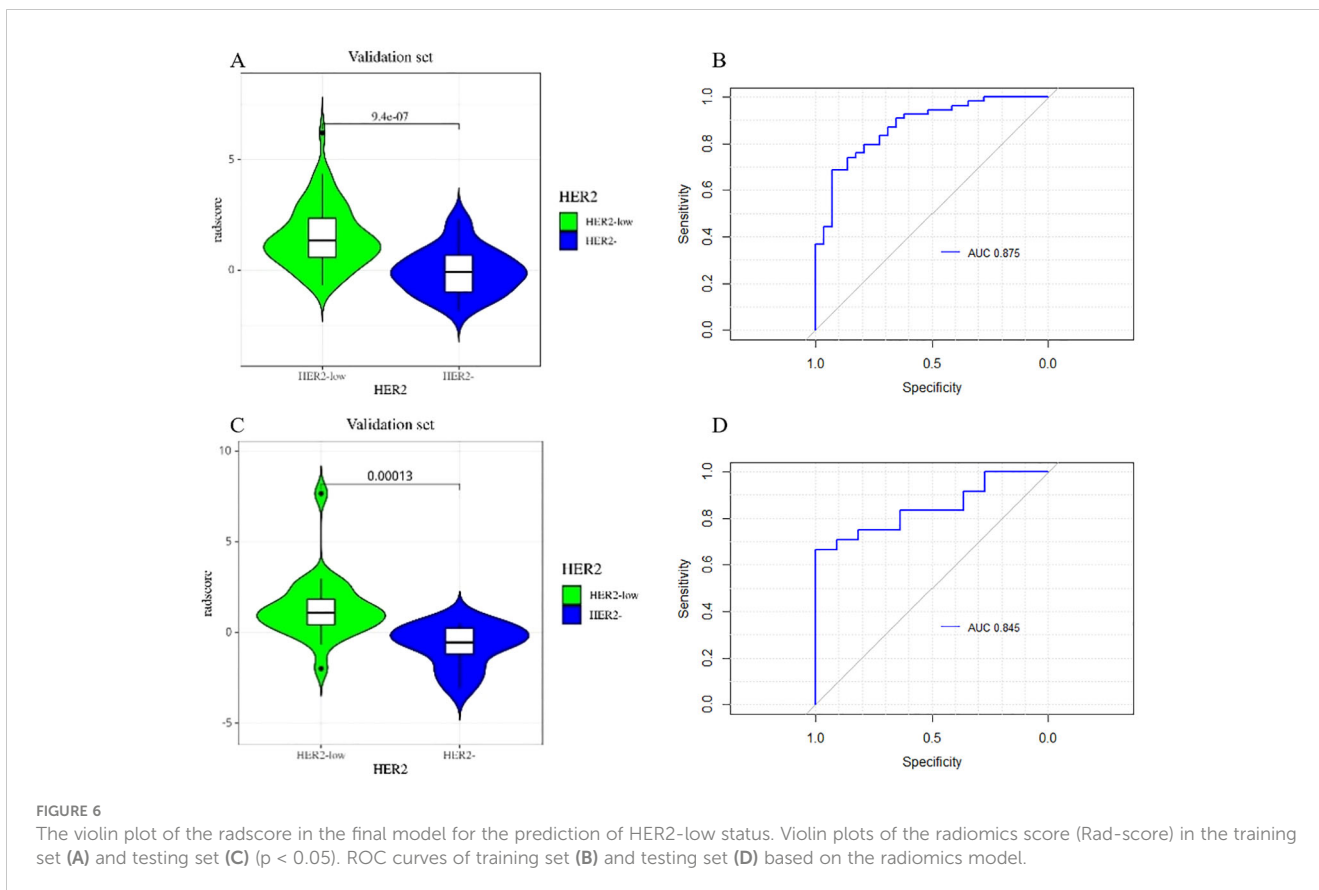 A
Validation set
9.4e-07
5
0
radscore
HER2-low
HER2-
HER2
HER2
HER2-low
HER2-
B
1.0
0.8
0.6
0.4
0.2
0.0
Sensitivity
AUC 0.875
1.0
0.5
0.0
Specificity
C
Validation set
0.00013
10
5
0
-5
radscore
HER2-low
HER2-
HER2
HER2
HER2-low
HER2-
D
1.0
0.8
0.6
0.4
0.2
0.0
Sensitivity
AUC 0.845
1.0
0.5
0.0
Specificity
FIGURE 6
The violin plot of the radscore in the final model for the prediction of HER2-low status. Violin plots of the radiomics score (Rad-score) in the training
set (A) and testing set (C) (p < 0.05). ROC curves of training set (B) and testing set (D) based on the radiomics model.